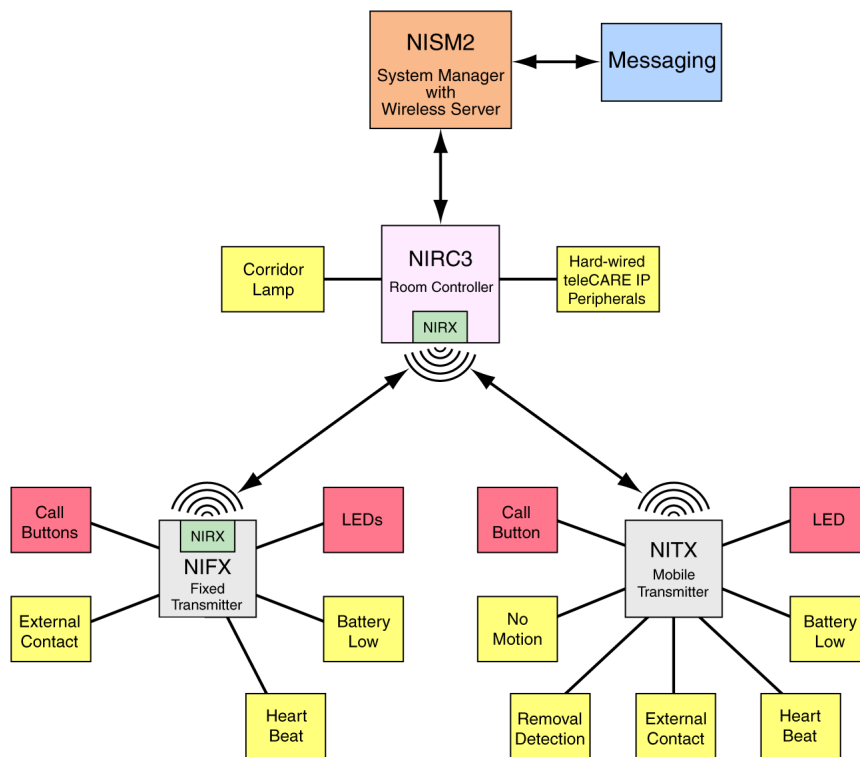 NISM2
System Manager
with
Wireless Server
Messaging
Corridor
Lamp
NIRC3
Room Controller
NIRX
Hard-wired
teleCARE IP
Peripherals
Call
Buttons
NIRX
NIFX
Fixed
Transmitter
LEDs
External
Contact
Battery
Low
Heart
Beat
Call
Button
NITX
Mobile
Transmitter
LED
No
Motion
Battery
Low
Removal
Detection
External
Contact
Heart
Beat